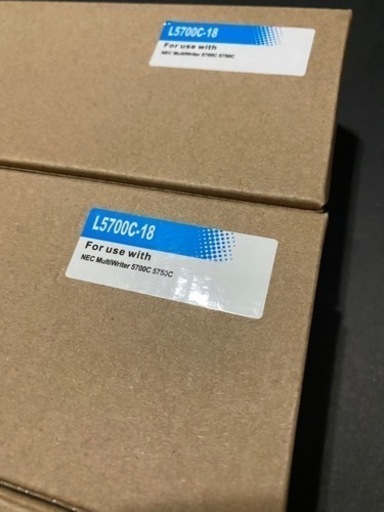 L5700C-18
For use with
NEC MultiWriter 5700C 5750C
L5700C-18
For use with
NEC MultiWriter 5700C 5750C